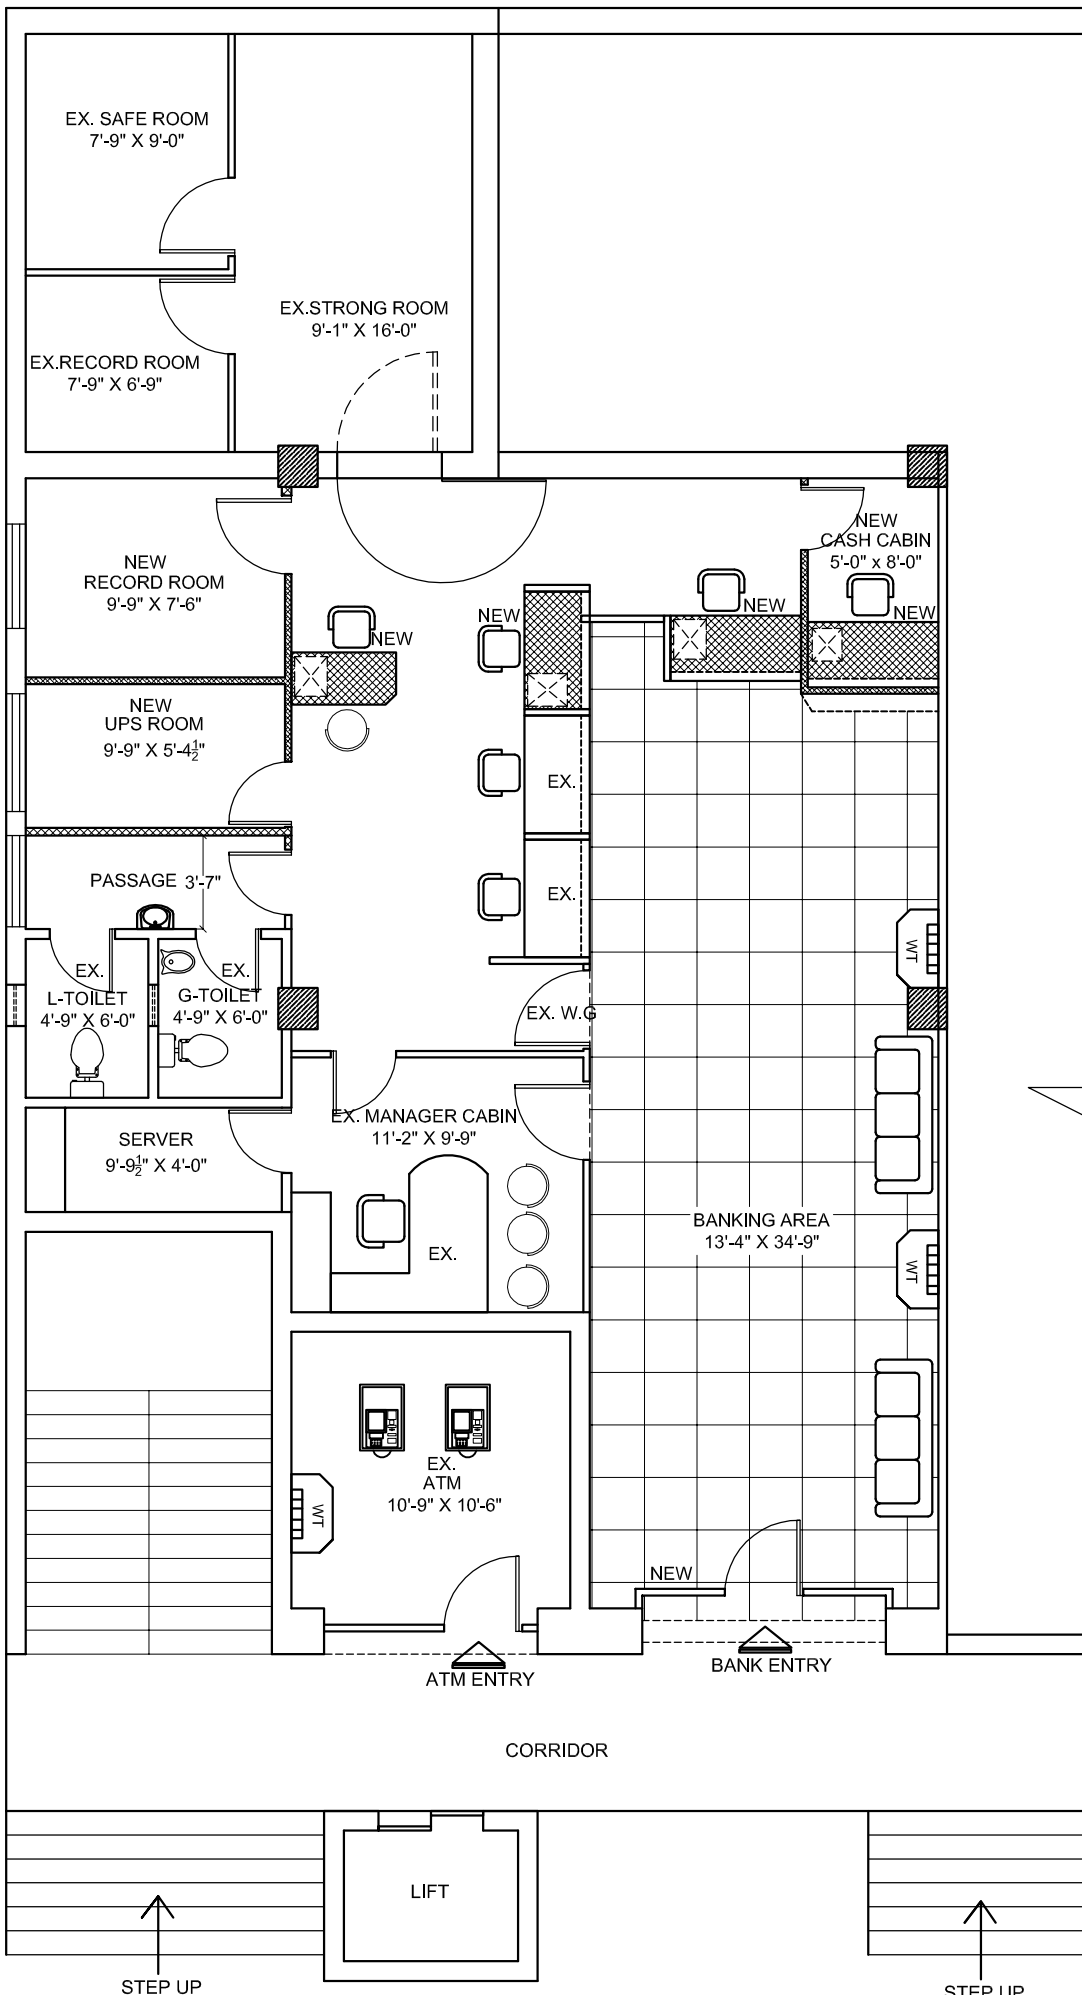 EX. SAFE ROOM
7'-9" X 9'-0"
EX.STRONG ROOM
9'-1" X 16'-0"
EX.RECORD ROOM
7'-9" X 6'-9"
NEW
CASH CABIN
5'-0" x 8'-0"
NEW
RECORD ROOM
9'-9" X 7'-6"
NEW
NEW
NEW
NEW
NEW
UPS ROOM
9'-9" X 5'-4½"
EX.
EX.
PASSAGE 3'-7"
WT
EX.
L-TOILET
4'-9" X 6'-0"
EX.
G-TOILET
4'-9" X 6'-0"
EX. W.G
EX. MANAGER CABIN
11'-2" X 9'-9"
SERVER
9'-9½" X 4'-0"
EX.
BANKING AREA
13'-4" X 34'-9"
WT
EX.
ATM
10'-9" X 10'-6"
WT
NEW
ATM ENTRY
BANK ENTRY
CORRIDOR
LIFT
STEP UP
STEP UP